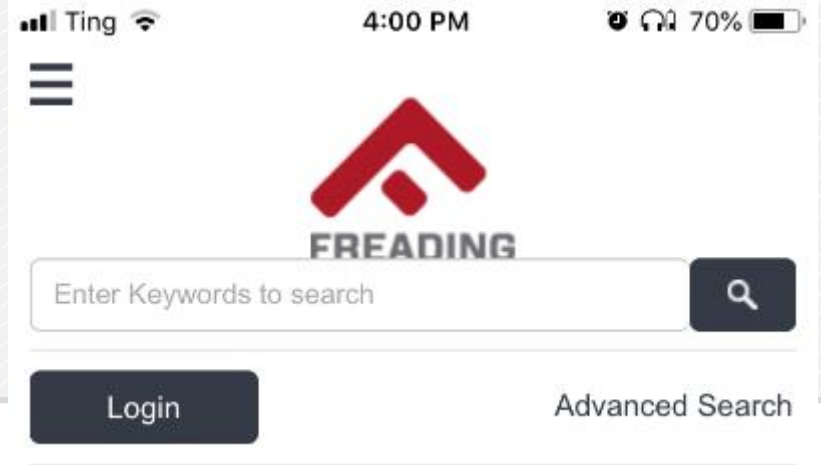 Ting 4:00 PM 70%
FREADING
Enter Keywords to search
Login Advanced Search